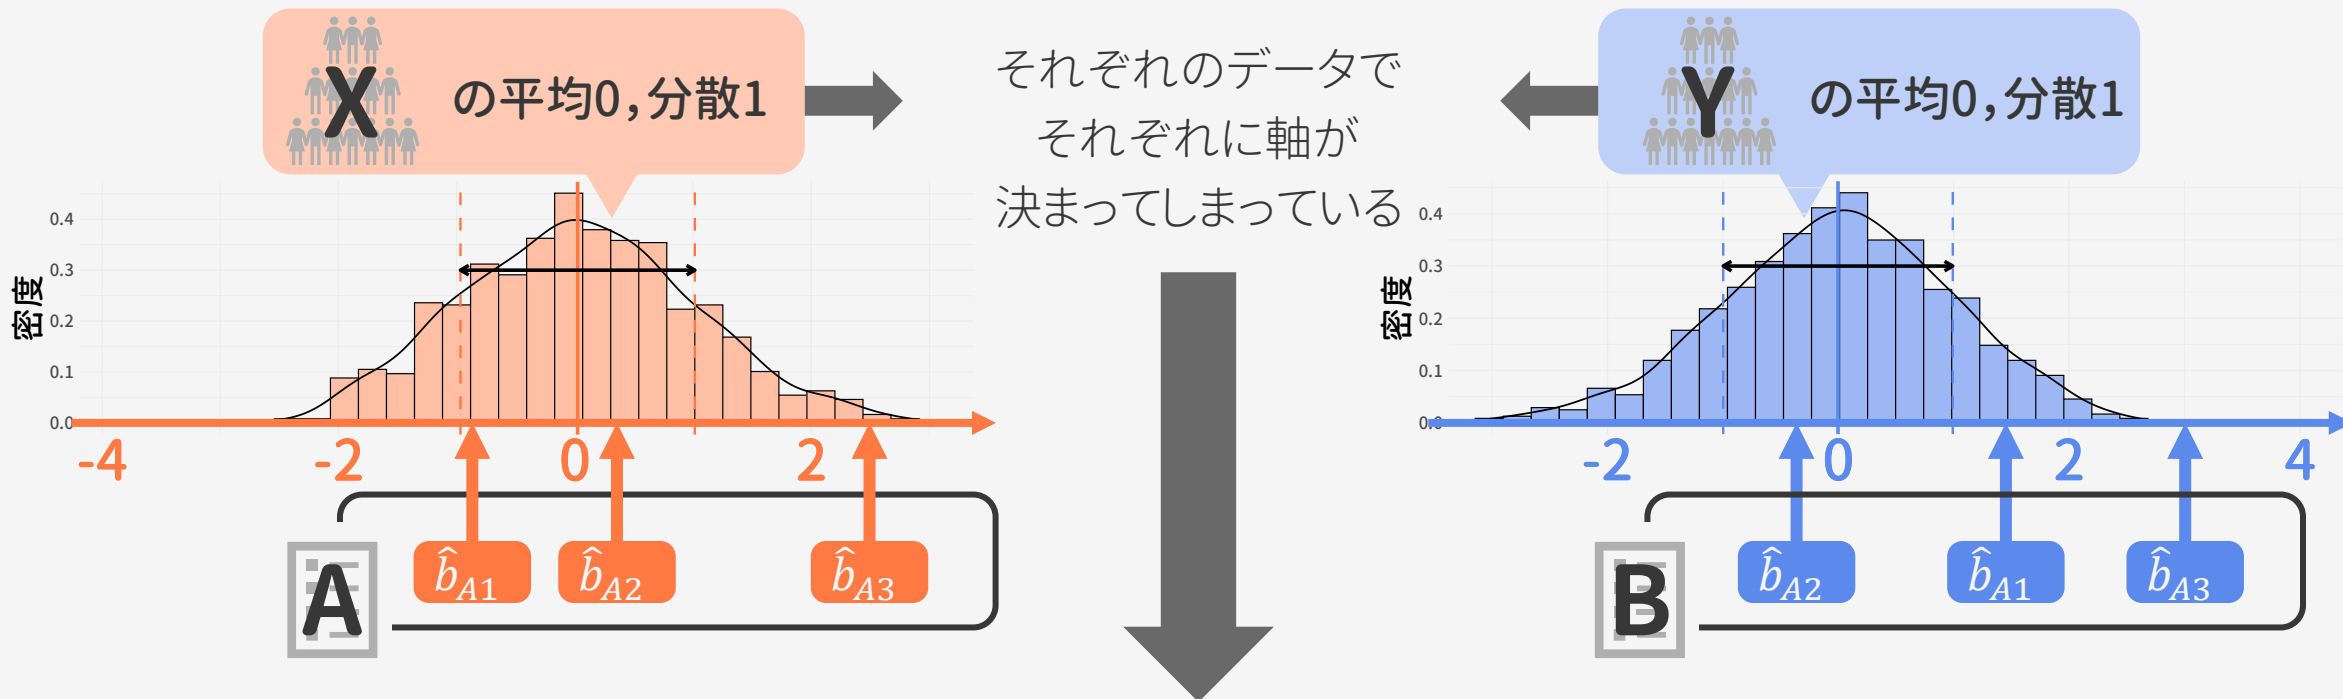 X の平均0,分散1
それぞれのデータで
それぞれに軸が
決まってしまっている
Y の平均0,分散1
密度
0.4
0.3
0.2
0.1
0.0
-4 -2 0 2
A
b̂A1 b̂A2 b̂A3
密度
0.4
0.3
0.2
0.1
0.0
-2 0 2 4
B
b̂A2 b̂A1 b̂A3